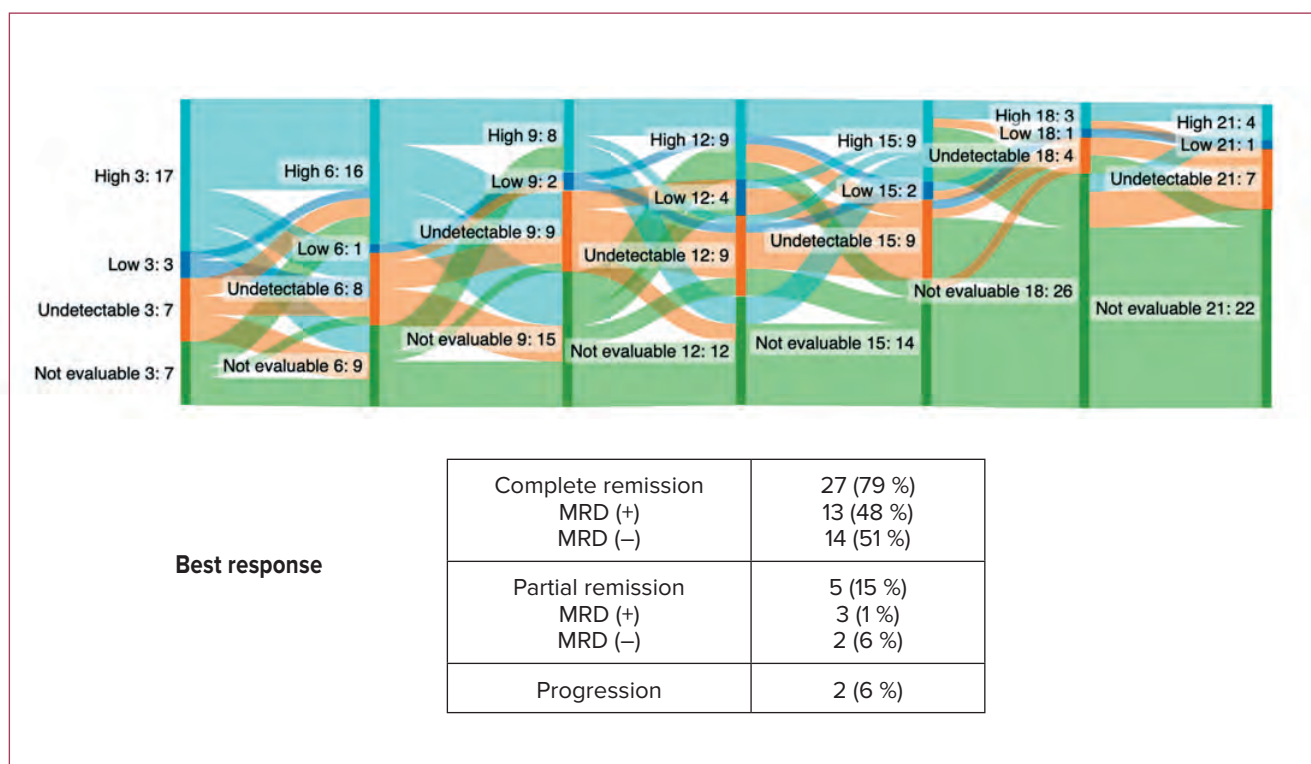 High 3: 17
Low 3: 3
Undetectable 3: 7
Not evaluable 3: 7
High 6: 16
Low 6: 1
Undetectable 6: 8
Not evaluable 6: 9
High 9: 8
Low 9: 2
Undetectable 9: 9
Not evaluable 9: 15
High 12: 9
Low 12: 4
Undetectable 12: 9
Not evaluable 12: 12
High 15: 9
Low 15: 2
Undetectable 15: 9
Not evaluable 15: 14
High 18: 3
Low 18: 1
Undetectable 18: 4
Not evaluable 18: 26
High 21: 4
Low 21: 1
Undetectable 21: 7
Not evaluable 21: 22
Best response
Complete remission 27 (79 %)
MRD (+) 13 (48 %)
MRD (–) 14 (51 %)
Partial remission 5 (15 %)
MRD (+) 3 (1 %)
MRD (–) 2 (6 %)
Progression 2 (6 %)